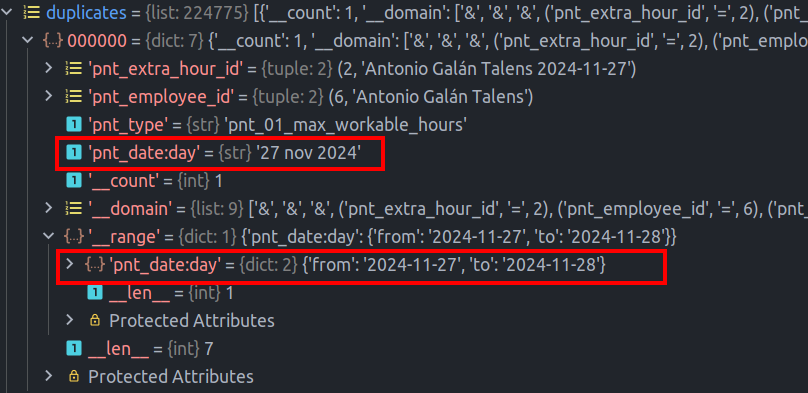 duplicates = {list: 224775} [{'__count': 1, '__domain': ['&', '&', '&', ('pnt_extra_hour_id', '=', 2), ('pnt_
000000 = {dict: 7} {'__count': 1, '__domain': ['&', '&', '&', ('pnt_extra_hour_id', '=', 2), ('pnt_emplo
'pnt_extra_hour_id' = {tuple: 2} (2, 'Antonio Galán Talens 2024-11-27')
'pnt_employee_id' = {tuple: 2} (6, 'Antonio Galán Talens')
'pnt_type' = {str} 'pnt_01_max_workable_hours'
'pnt_date:day' = {str} '27 nov 2024'
'__count' = {int} 1
'__domain' = {list: 9} ['&', '&', '&', ('pnt_extra_hour_id', '=', 2), ('pnt_employee_id', '=', 6), ('pnt_
'__range' = {dict: 1} {'pnt_date:day': {'from': '2024-11-27', 'to': '2024-11-28'}}
'pnt_date:day' = {dict: 2} {'from': '2024-11-27', 'to': '2024-11-28'}
__len__ = {int} 1
Protected Attributes
__len__ = {int} 7
Protected Attributes